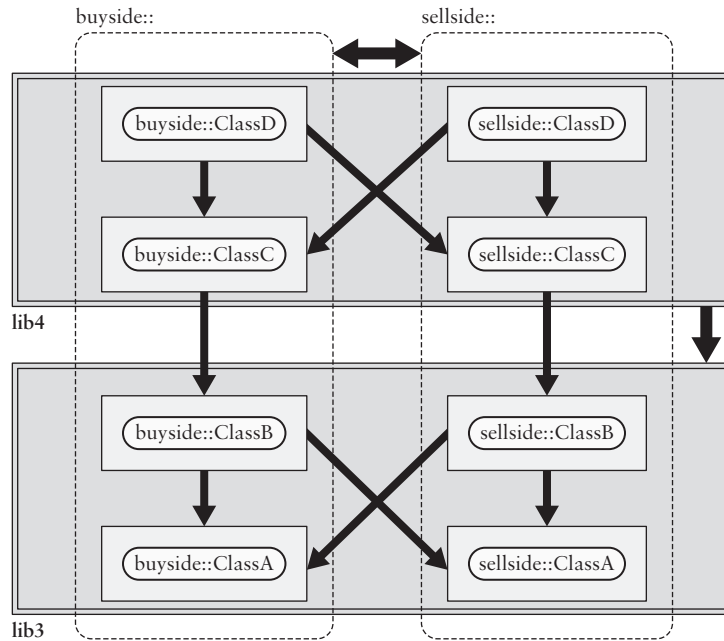 buyside::
sellside::
buyside::ClassD
sellside::ClassD
buyside::ClassC
sellside::ClassC
lib4
buyside::ClassB
sellside::ClassB
buyside::ClassA
sellside::ClassA
lib3